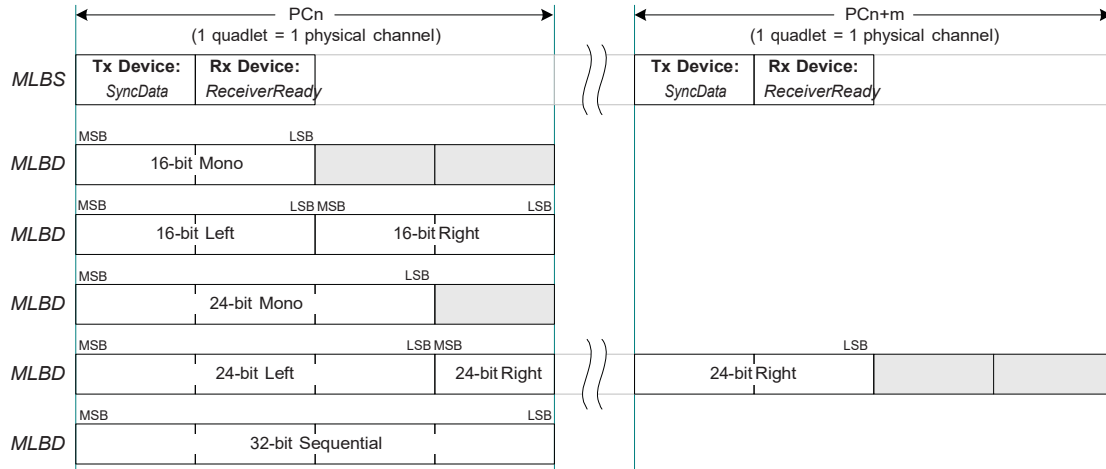 PCn PCn+m
(1 quadlet = 1 physical channel) (1 quadlet = 1 physical channel)
MLBS Tx Device: Rx Device: Tx Device: Rx Device:
SyncData ReceiverReady SyncData ReceiverReady
MSB LSB
MLBD 16-bit Mono
MSB LSB MSB LSB
MLBD 16-bit Left 16-bit Right
MSB LSB
MLBD 24-bit Mono
MSB LSB MSB LSB
MLBD 24-bit Left 24-bit Right 24-bit Right
MSB LSB
MLBD 32-bit Sequential